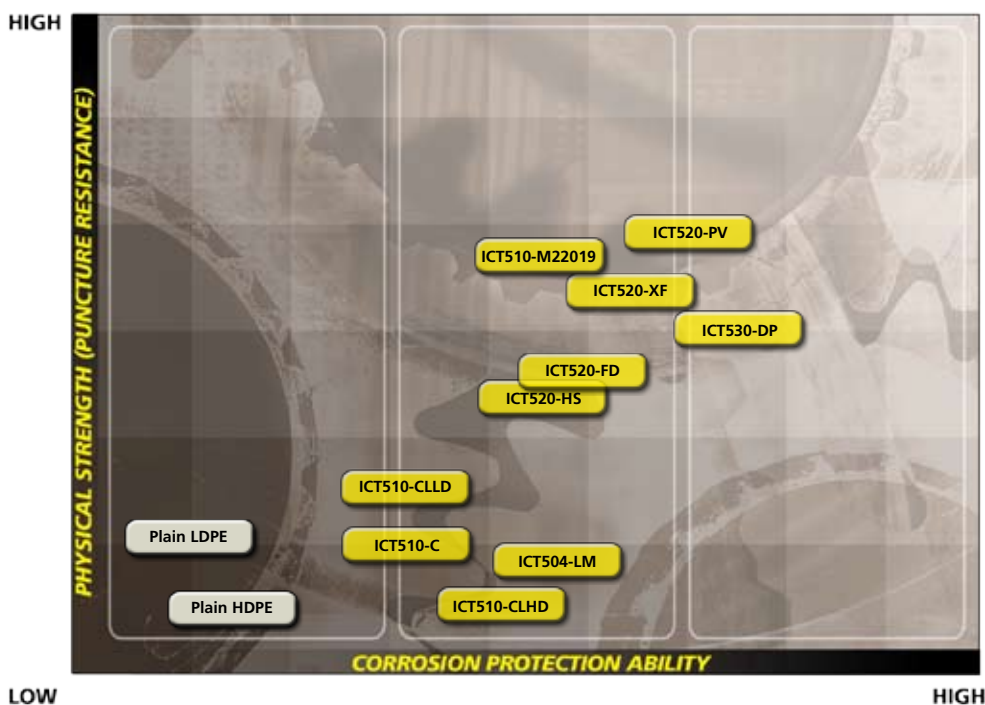 HIGH
PHYSICAL STRENGTH (PUNCTURE RESISTANCE)
ICT520-PV
ICT510-M22019
ICT520-XF
ICT530-DP
ICT520-FD
ICT520-HS
ICT510-CLLD
Plain LDPE
ICT510-C
ICT504-LM
Plain HDPE
ICT510-CLHD
CORROSION PROTECTION ABILITY
LOW
HIGH